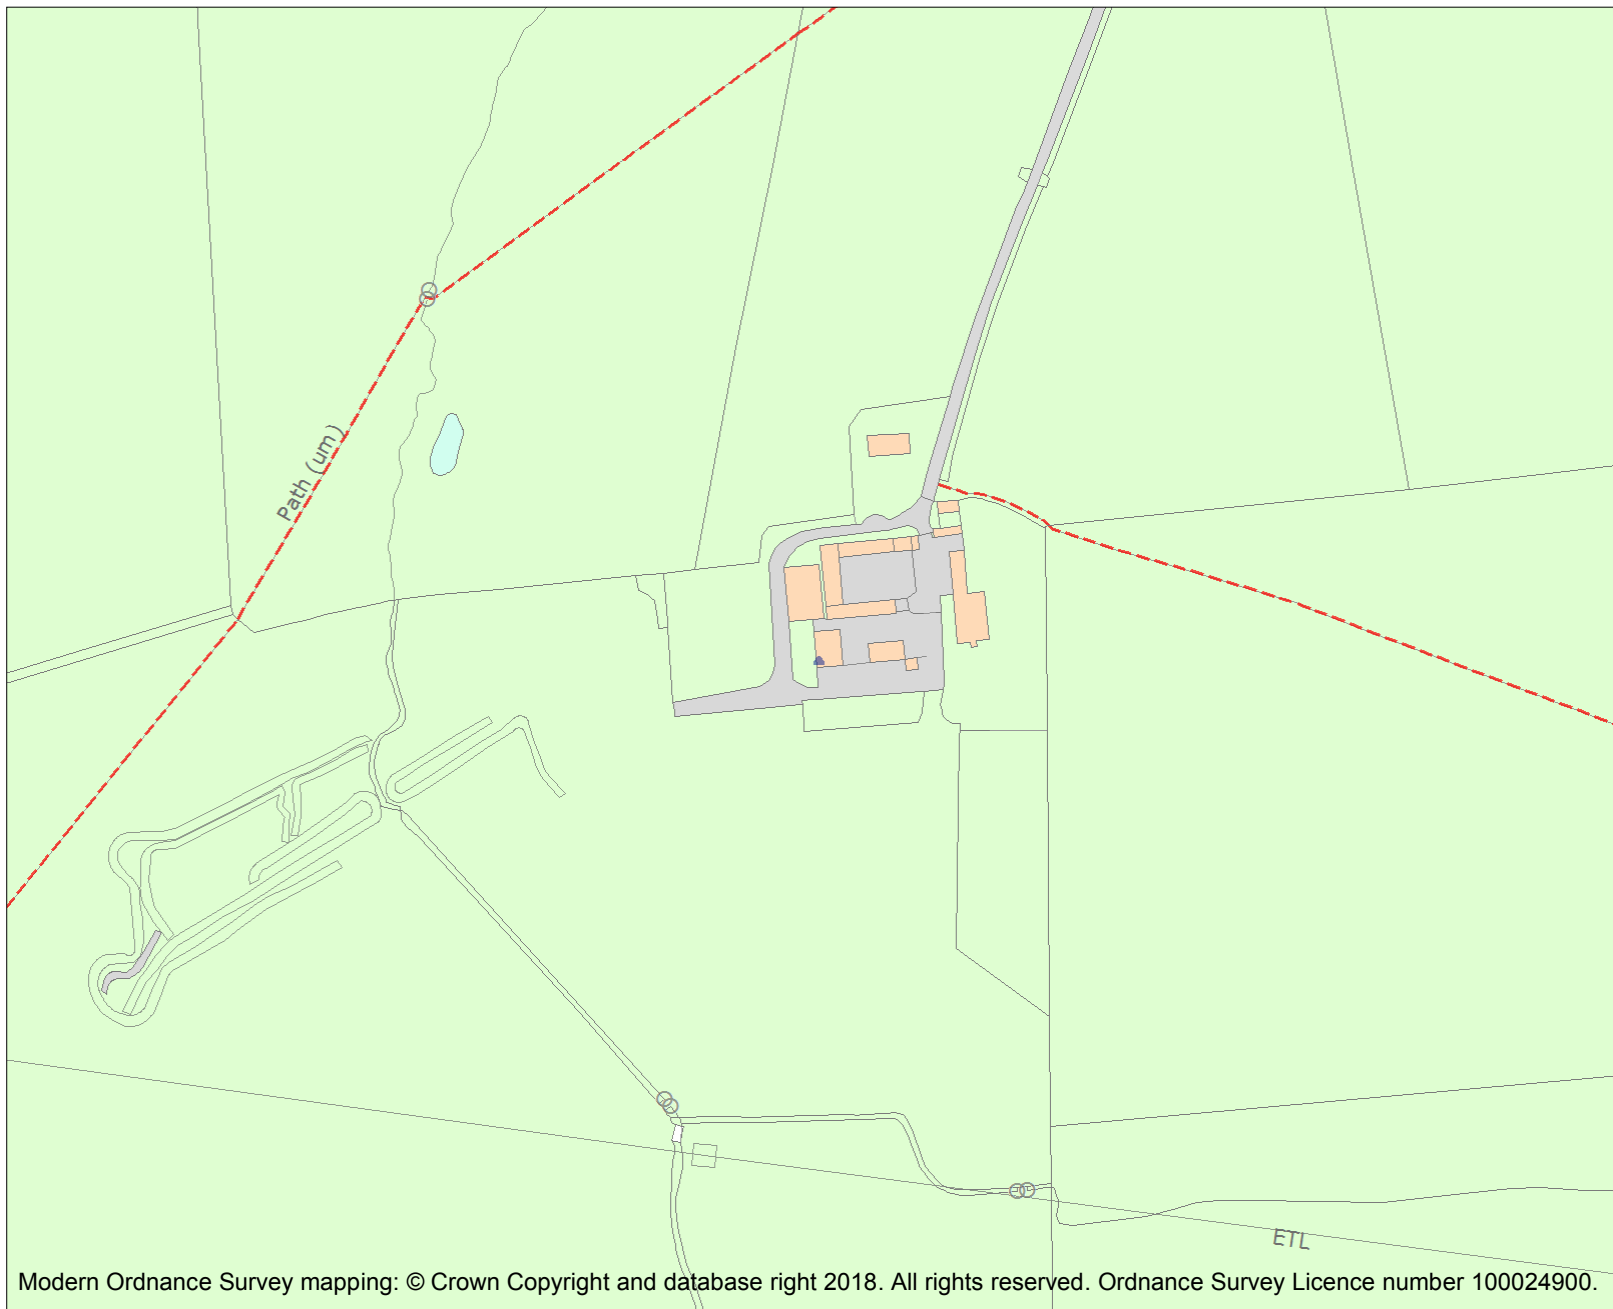 Path (um)
ETL
Modern Ordnance Survey mapping: © Crown Copyright and database right 2018. All rights reserved. Ordnance Survey Licence number 100024900.